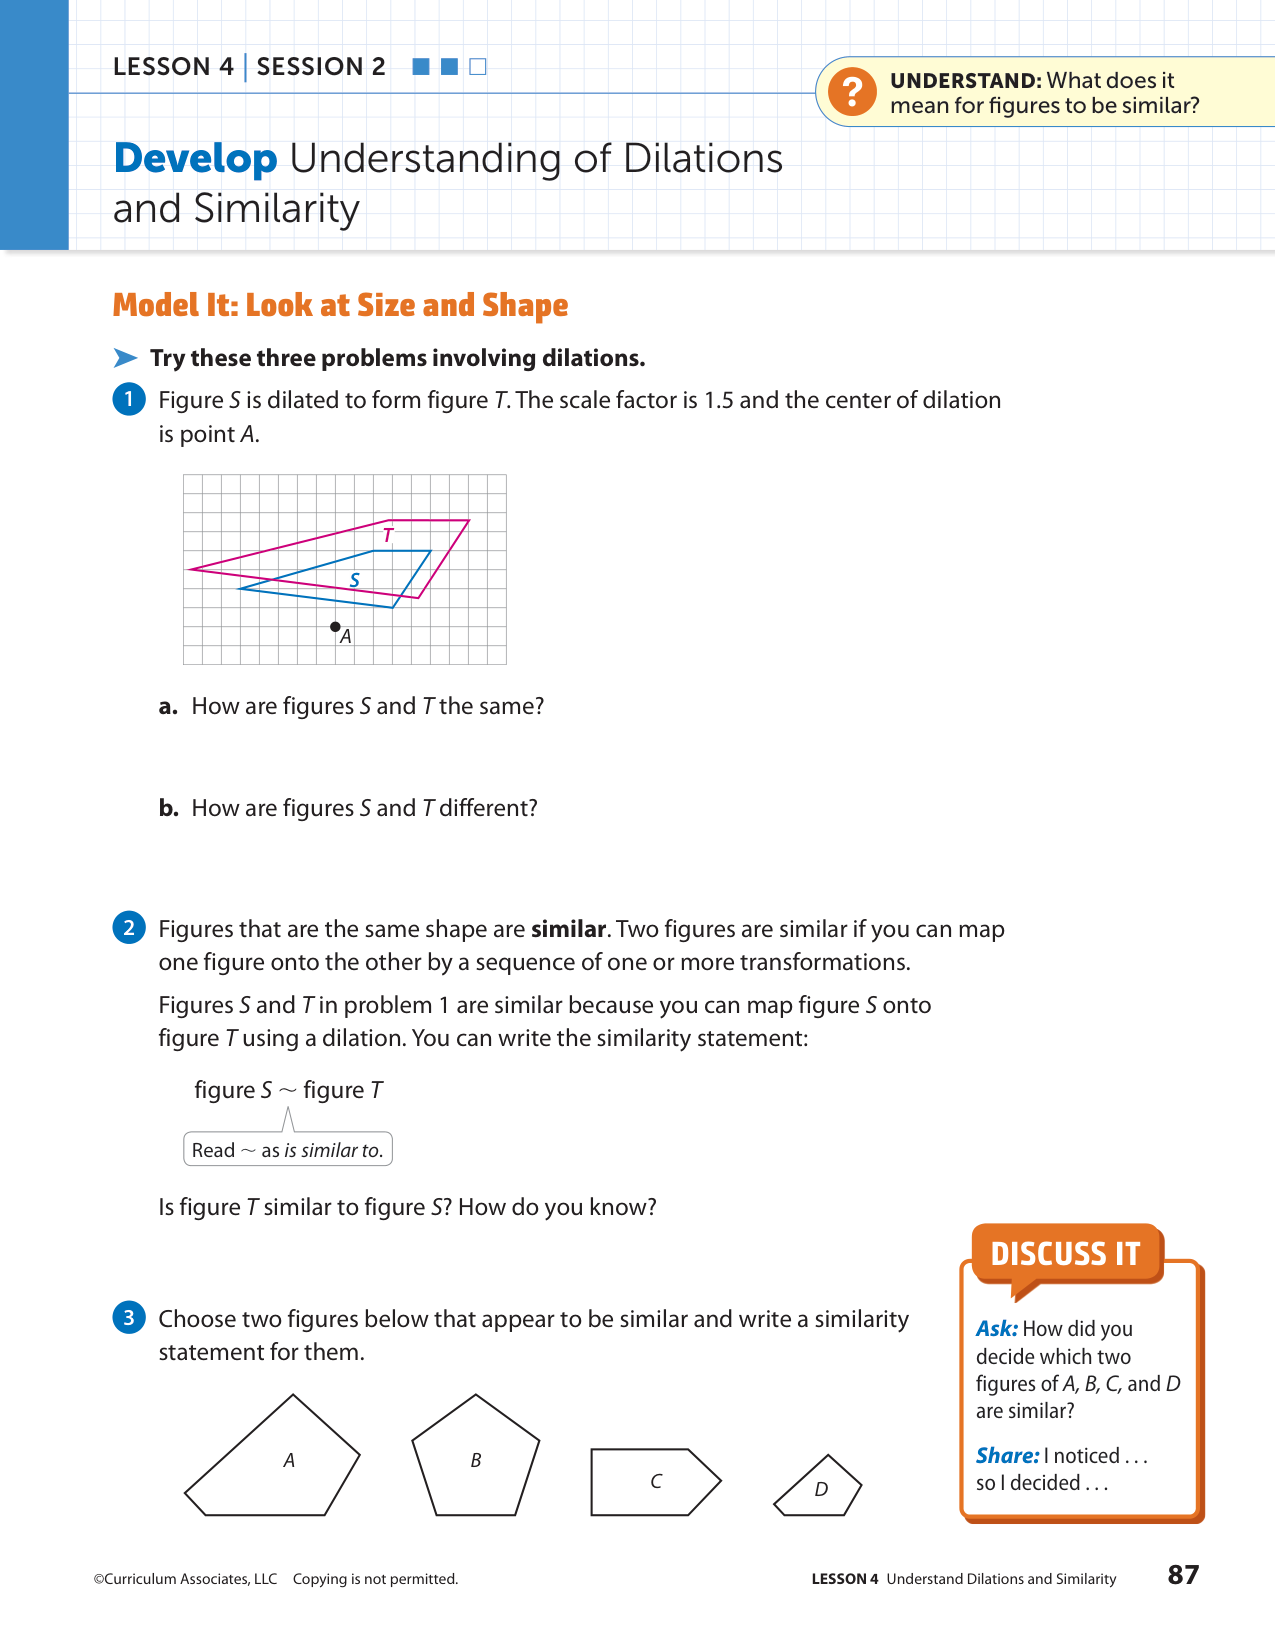 LESSON 4 | SESSION 2
? UNDERSTAND: What does it
mean for figures to be similar?
Develop Understanding of Dilations
and Similarity
Model It: Look at Size and Shape
Try these three problems involving dilations.
1 Figure S is dilated to form figure T. The scale factor is 1.5 and the center of dilation
is point A.
T
S
A
a. How are figures S and T the same?
b. How are figures S and T different?
2 Figures that are the same shape are similar. Two figures are similar if you can map
one figure onto the other by a sequence of one or more transformations.
Figures S and T in problem 1 are similar because you can map figure S onto
figure T using a dilation. You can write the similarity statement:
figure S ~ figure T
Read ~ as is similar to.
Is figure T similar to figure S? How do you know?
3 Choose two figures below that appear to be similar and write a similarity
statement for them.
A
B
C
D
DISCUSS IT
Ask: How did you
decide which two
figures of A, B, C, and D
are similar?
Share: I noticed . . .
so I decided . . .
©Curriculum Associates, LLC Copying is not permitted.
LESSON 4 Understand Dilations and Similarity 87